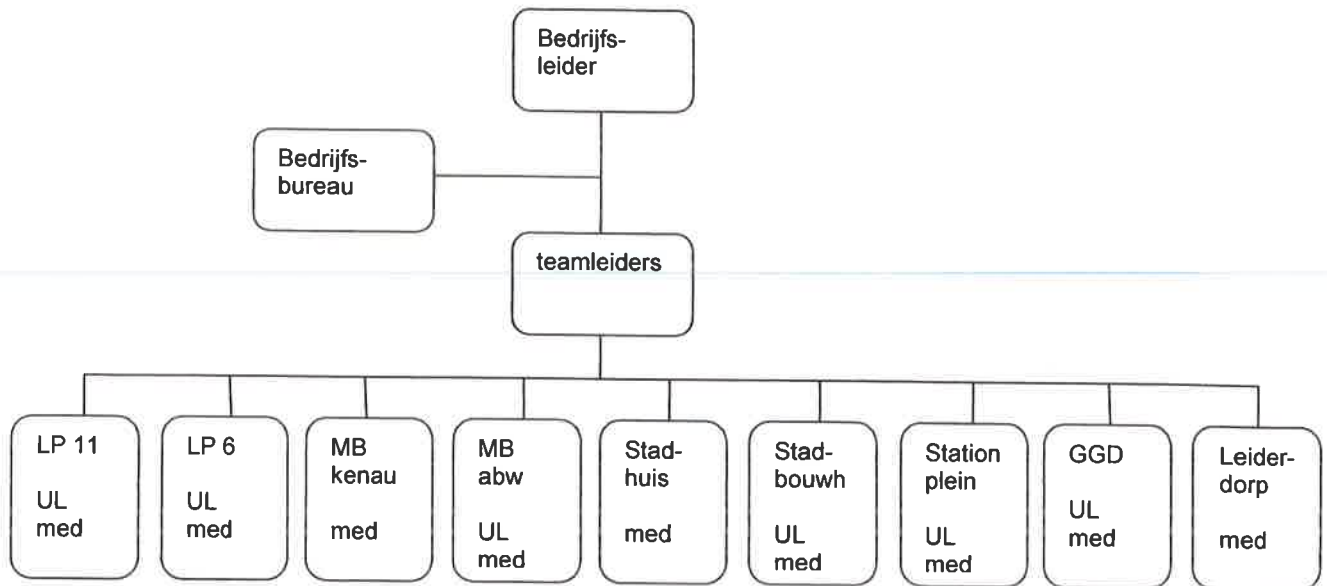 Bedrijfs-
leider
Bedrijfs-
bureau
teamleiders
LP 11
UL
med
LP 6
UL
med
MB
kenau
med
MB
abw
UL
med
Stad-
huis
med
Stad-
bouwh
UL
med
Station
plein
UL
med
GGD
UL
med
Leider-
dorp
med